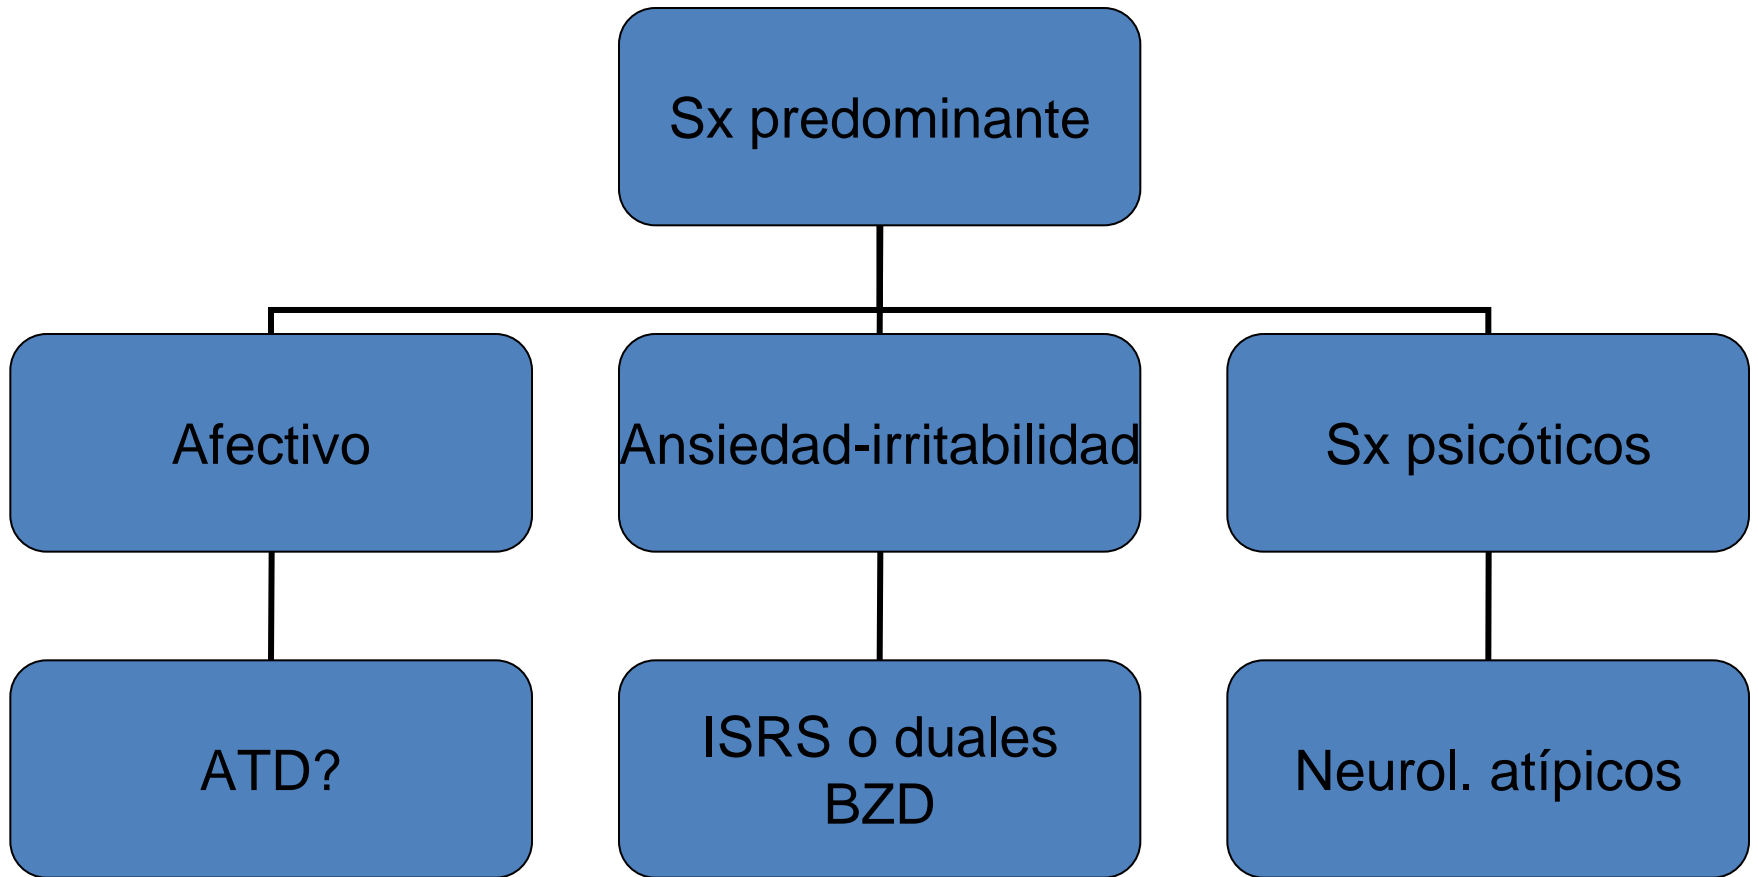 Sx predominante
Afectivo
Ansiedad-irritabilidad
Sx psicóticos
ATD?
ISRS o duales
BZD
Neurol. atípicos